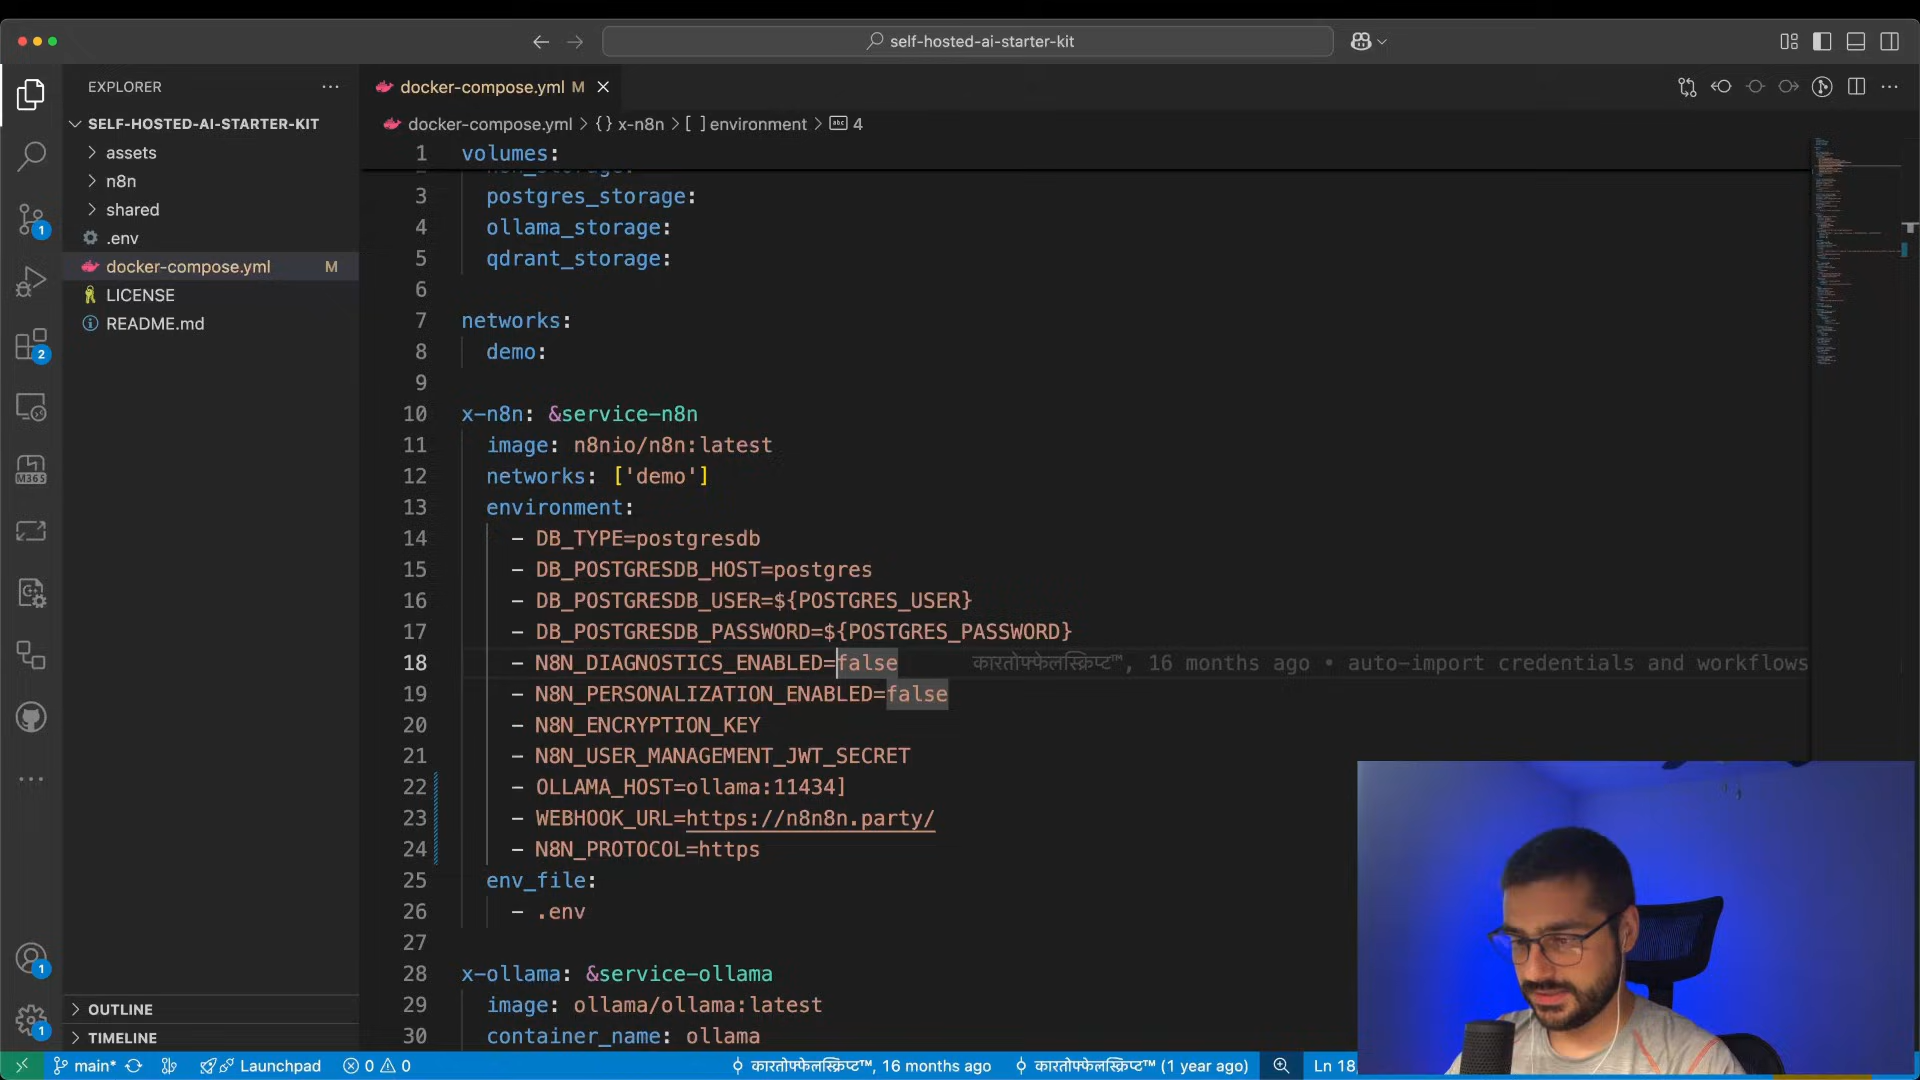 self-hosted-ai-starter-kit
EXPLORER
SELF-HOSTED-AI-STARTER-KIT
assets
n8n
shared
.env
docker-compose.yml M
LICENSE
README.md
OUTLINE
TIMELINE
1
2
1
1
M365
docker-compose.yml M
docker-compose.yml > {} x-n8n > [ ] environment > abc 4
1 volumes:
3 postgres_storage:
4 ollama_storage:
5 qdrant_storage:
6
7 networks:
8 demo:
9
10 x-n8n: &service-n8n
11 image: n8nio/n8n:latest
12 networks: ['demo']
13 environment:
14 - DB_TYPE=postgresdb
15 - DB_POSTGRESDB_HOST=postgres
16 - DB_POSTGRESDB_USER=${POSTGRES_USER}
17 - DB_POSTGRESDB_PASSWORD=${POSTGRES_PASSWORD}
18 - N8N_DIAGNOSTICS_ENABLED=false कारतोफ्फेलस्क्रिप्ट™, 16 months ago • auto-import credentials and workflows
19 - N8N_PERSONALIZATION_ENABLED=false
20 - N8N_ENCRYPTION_KEY
21 - N8N_USER_MANAGEMENT_JWT_SECRET
22 - OLLAMA_HOST=ollama:11434]
23 - WEBHOOK_URL=https://n8n8n.party/
24 - N8N_PROTOCOL=https
25 env_file:
26 - .env
27
28 x-ollama: &service-ollama
29 image: ollama/ollama:latest
30 container_name: ollama
main* Launchpad 0 0 कारतोफ्फेलस्क्रिप्ट™, 16 months ago कारतोफ्फेलस्क्रिप्ट™ (1 year ago) Ln 18,